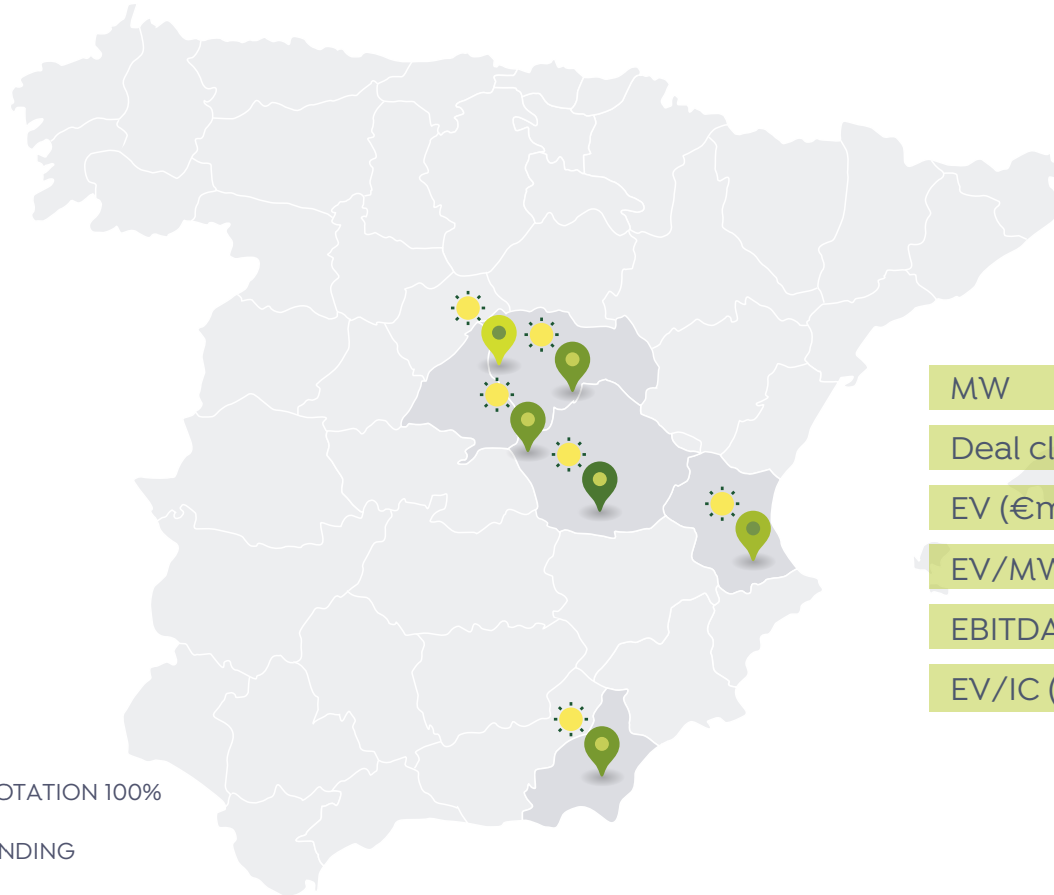 MW
Deal cl
EV (€m
EV/MW
EBITDA
EV/IC (
OTATION 100%
NDING